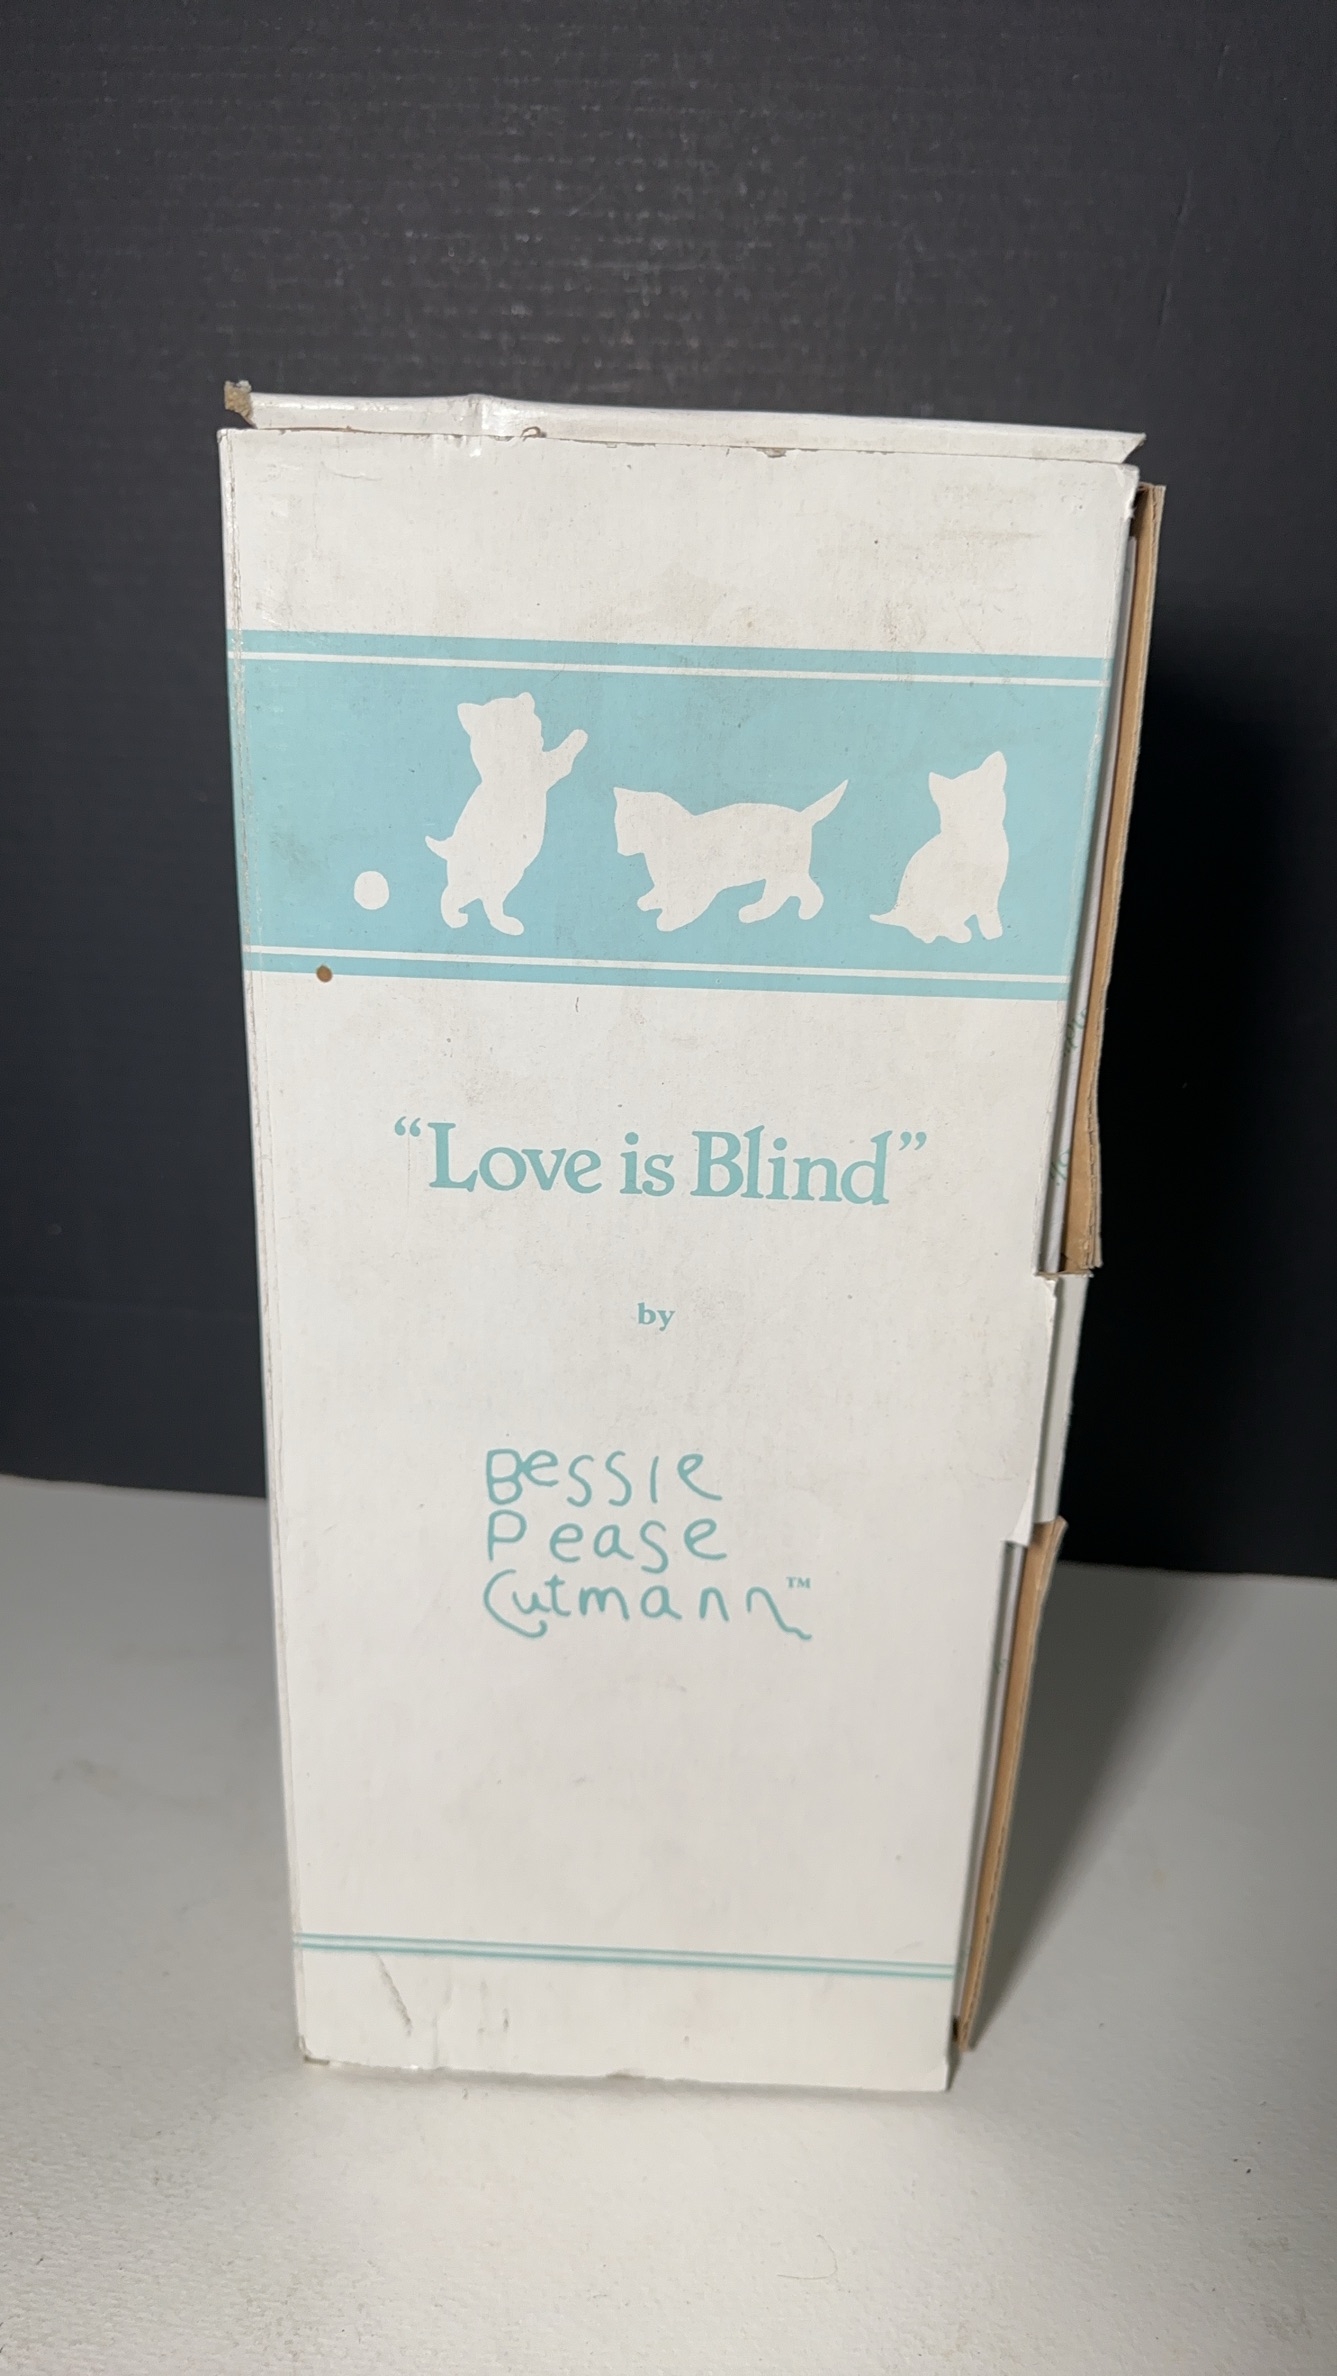 “Love is Blind”
by
Bessie
Pease
Gutmann™